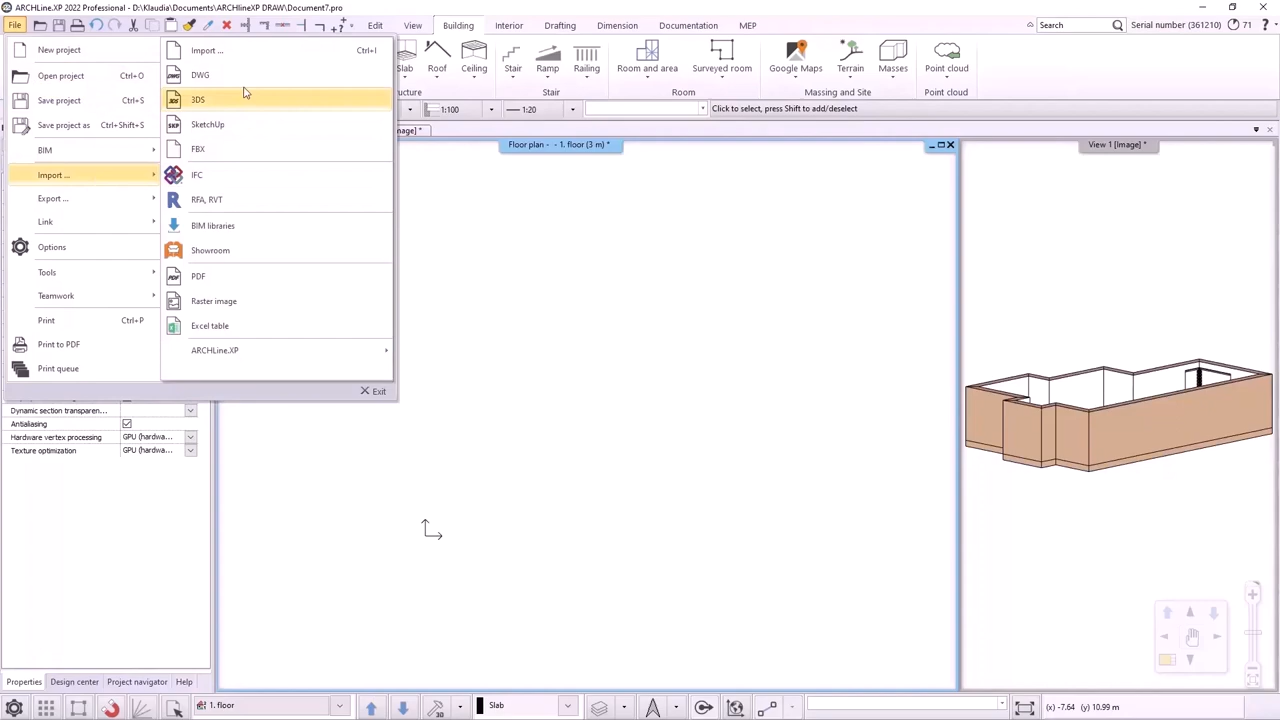 ARCHLine.XP 2022 Professional - D:\Klaudia\ARCHlineXP DRAW\Document7.pro
File Edit View Building Interior Drafting Dimension Documentation MEP Search Serial number (361210) 71
New project
Open project Ctrl+O
Save project Ctrl+S
Save project as Ctrl+Shift+S
BIM
Import ...
Export ...
Link
Options
Tools
Teamwork
Print Ctrl+P
Print to PDF
Print queue
Exit
Import ... Ctrl+I
DWG
3DS
SketchUp
FBX
IFC
RFA, RVT
BIM libraries
Showroom
PDF
Raster image
Excel table
ARCHLine.XP
Slab Roof Ceiling Stair Ramp Railing Room and area Surveyed room Google Maps Terrain Masses Point cloud
Stair Room Massing and Site Point cloud
1:100 1:20 Click to select, press Shift to add/deselect
Floor plan - - 1. floor (3 m) *
View 1 [Image] *
Dynamic section transparen...
Antialiasing
Hardware vertex processing GPU (hardwa...
Texture optimization GPU (hardwa...
Properties Design center Project navigator Help
1. floor Slab (x) -7.64 (y) 10.99 m